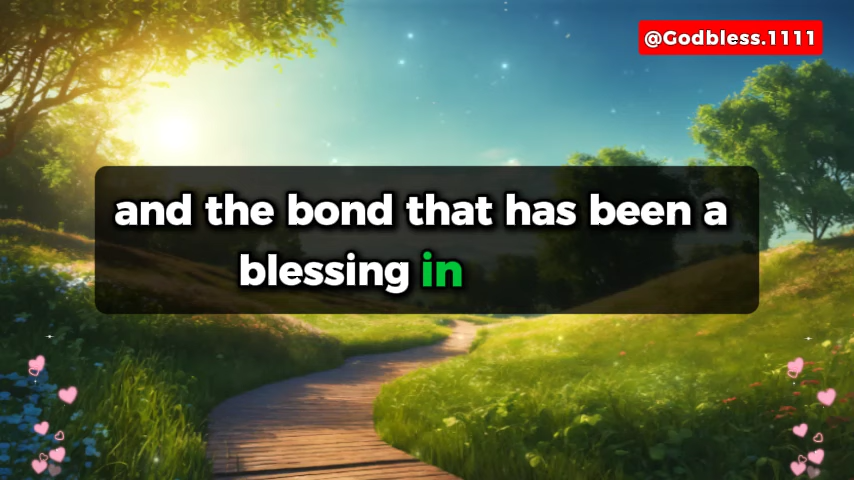 @Godbless.1111
and the bond that has been a
blessing in